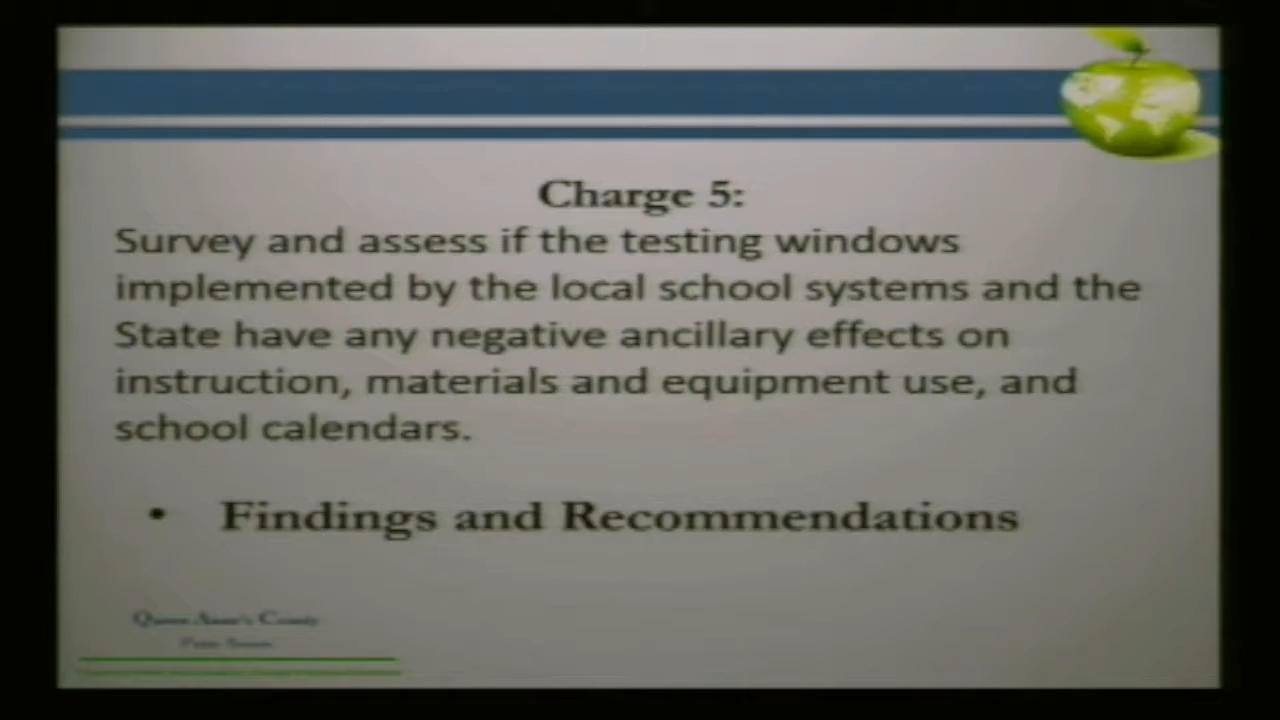 Charge 5:
Survey and assess if the testing windows
implemented by the local school systems and the
State have any negative ancillary effects on
instruction, materials and equipment use, and
school calendars.
• Findings and Recommendations
Queen Anne's County